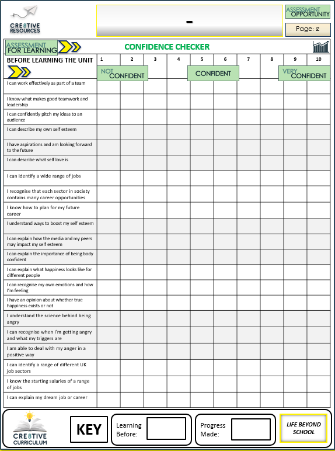 CRE8TIVE
RESOURCES
-
ASSESSMENT
OPPORTUNITY
Page: 2
ASSESSMENT
FOR LEARNING
CONFIDENCE CHECKER
BEFORE LEARNING THE UNIT
1 2 3 4 5 6 7 8 9 10
NOT CONFIDENT
CONFIDENT
VERY CONFIDENT
I can work effectively as part of a team
I know what makes good teamwork and
leadership
I can confidently pitch my ideas to an
audience
I can describe my own self esteem
I have aspirations and am looking forward
to the future
I can describe what self love is
I can identify a wide range of jobs
I recognise that each sector in society
contains many career opportunities
I know how to plan for my future
career
I understand ways to boost my self esteem
I can explain how the media and my peers
may impact my self esteem
I can explain the importance of being body
confident
I can explain what happiness looks like for
different people
I can recognise my own emotions and how
I'm feeling
I have an opinion about whether true
happiness exists or not
I understand the science behind being
angry
I can recognise when I'm getting angry
and what my triggers are
I am able to deal with my anger in a
positive way
I can identify a range of different UK
job sectors
I know the starting salaries of a range
of jobs
I can explain my dream job or career
CRE8TIVE
CURRICULUM
KEY
Learning
Before:
Progress
Made:
LIFE BEYOND
SCHOOL